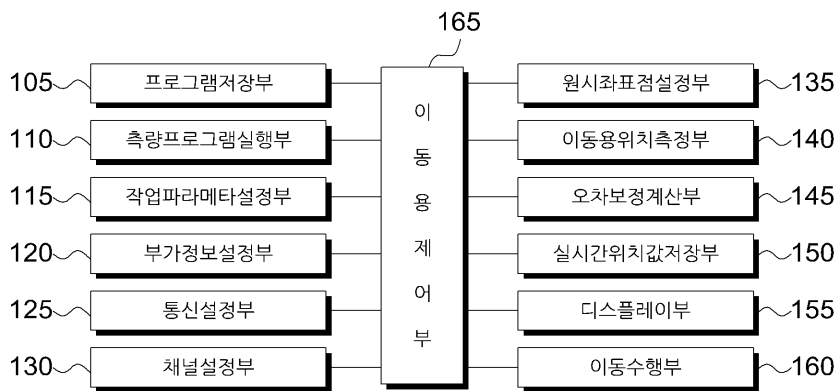 165
105 프로그램저장부
110 측량프로그램실행부
115 작업파라메타설정부
120 부가정보설정부
125 통신설정부
130 채널설정부
이동용제어부
원시좌표점설정부 135
이동용위치측정부 140
오차보정계산부 145
실시간위치값저장부 150
디스플레이부 155
이동수행부 160